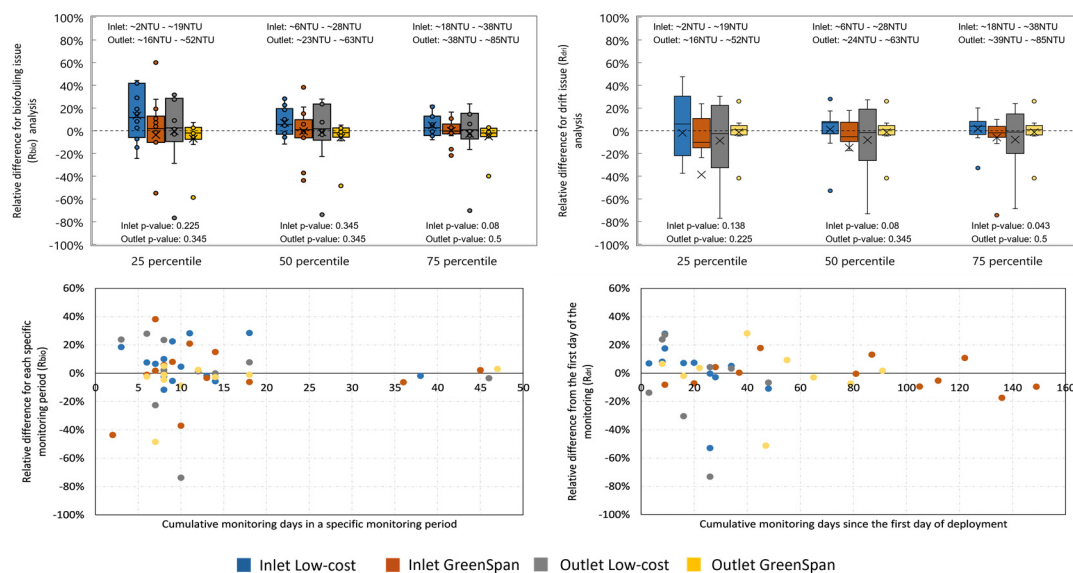 100%
80%
60%
40%
20%
0%
-20%
-40%
-60%
-80%
-100%
Relative difference for biofouling issue
(Rbio)
analysis
Inlet: ~2NTU - ~19NTU
Outlet: ~16NTU - ~52NTU
Inlet: ~6NTU - ~28NTU
Outlet: ~23NTU - ~63NTU
Inlet: ~18NTU - ~38NTU
Outlet: ~38NTU - ~85NTU
Inlet p-value: 0.225
Outlet p-value: 0.345
Inlet p-value: 0.345
Outlet p-value: 0.345
Inlet p-value: 0.08
Outlet p-value: 0.5
25 percentile
50 percentile
75 percentile
100%
80%
60%
40%
20%
0%
-20%
-40%
-60%
-80%
-100%
Relative difference for drift issue (Rdri)
analysis
Inlet: ~2NTU - ~19NTU
Outlet: ~16NTU - ~52NTU
Inlet: ~6NTU - ~28NTU
Outlet: ~24NTU - ~63NTU
Inlet: ~18NTU - ~38NTU
Outlet: ~39NTU - ~85NTU
Inlet p-value: 0.138
Outlet p-value: 0.225
Inlet p-value: 0.08
Outlet p-value: 0.345
Inlet p-value: 0.043
Outlet p-value: 0.5
25 percentile
50 percentile
75 percentile
60%
40%
20%
0%
-20%
-40%
-60%
-80%
-100%
Relative difference for each specific
monitoring period (Rbio)
0 5 10 15 20 25 30 35 40 45 50
Cumulative monitoring days in a specific monitoring period
60%
40%
20%
0%
-20%
-40%
-60%
-80%
-100%
Relative difference from the first day of the
monitoring (Rdri)
0 20 40 60 80 100 120 140 160
Cumulative monitoring days since the first day of deployment
Inlet Low-cost Inlet GreenSpan Outlet Low-cost Outlet GreenSpan